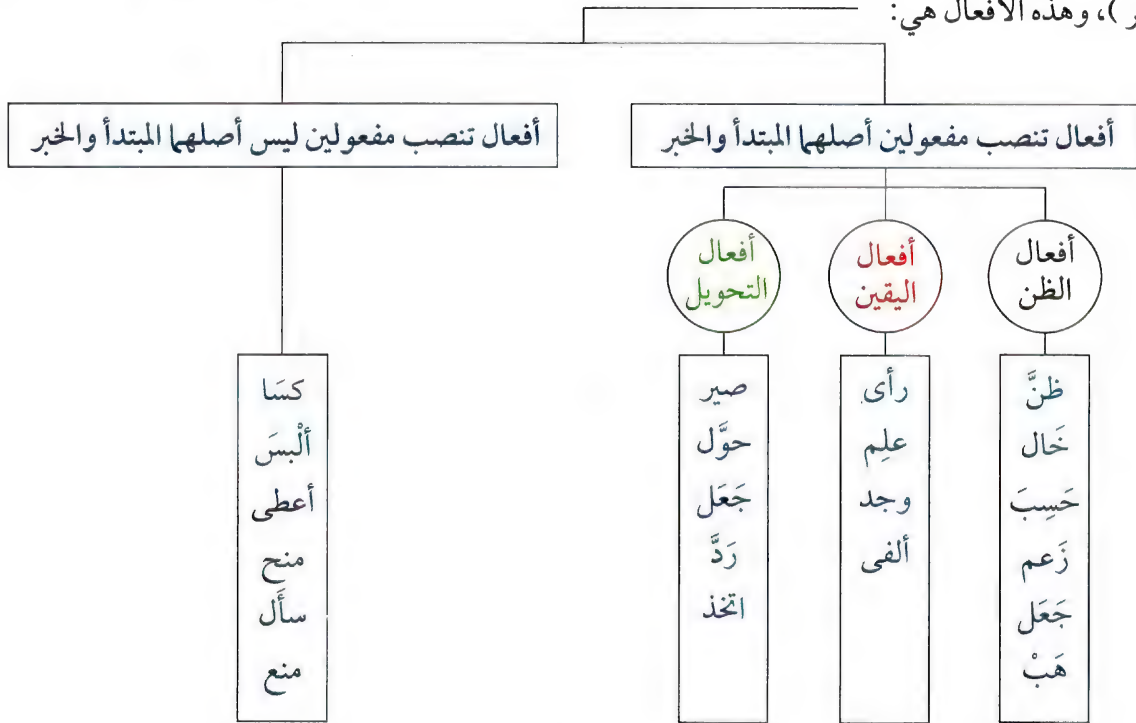 ر )، وهذه الأفعال هي:
أفعال تنصب مفعولين أصلهما المبتدأ والخبر
أفعال تنصب مفعولين ليس أصلهما المبتدأ والخبر
أفعال
الظن
أفعال
اليقين
أفعال
التحويل
ظنَّ
خَال
حَسِبَ
زَعم
جَعَل
هَبْ
رأى
علِم
وجد
ألفى
صير
حوَّل
جَعَل
رَدَّ
اتخذ
كسَا
ألْبسَ
أعطى
منح
سأَل
منع